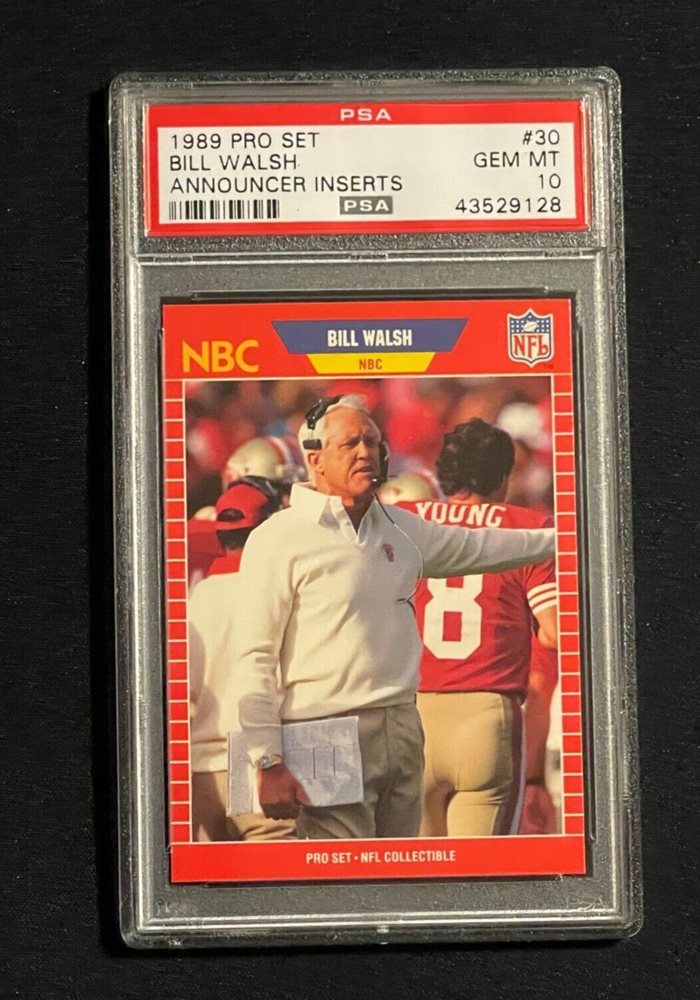 PSA
1989 PRO SET #30
BILL WALSH GEM MT
ANNOUNCER INSERTS 10
PSA 43529128
BILL WALSH
NFL
NBC
NBC
YOUNG
8
PRO SET • NFL COLLECTIBLE